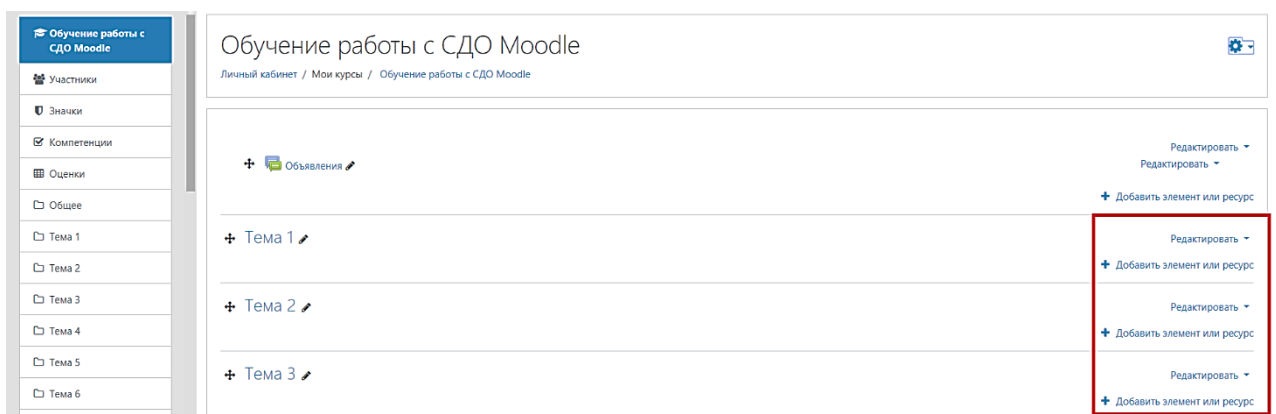 Обучение работы с
СДО Moodle
Участники
Значки
Компетенции
Оценки
Общее
Тема 1
Тема 2
Тема 3
Тема 4
Тема 5
Тема 6
Обучение работы с СДО Moodle
Личный кабинет / Мои курсы / Обучение работы с СДО Moodle
Редактировать
Объявления
Редактировать
Добавить элемент или ресурс
Тема 1
Редактировать
Добавить элемент или ресурс
Тема 2
Редактировать
Добавить элемент или ресурс
Тема 3
Редактировать
Добавить элемент или ресурс